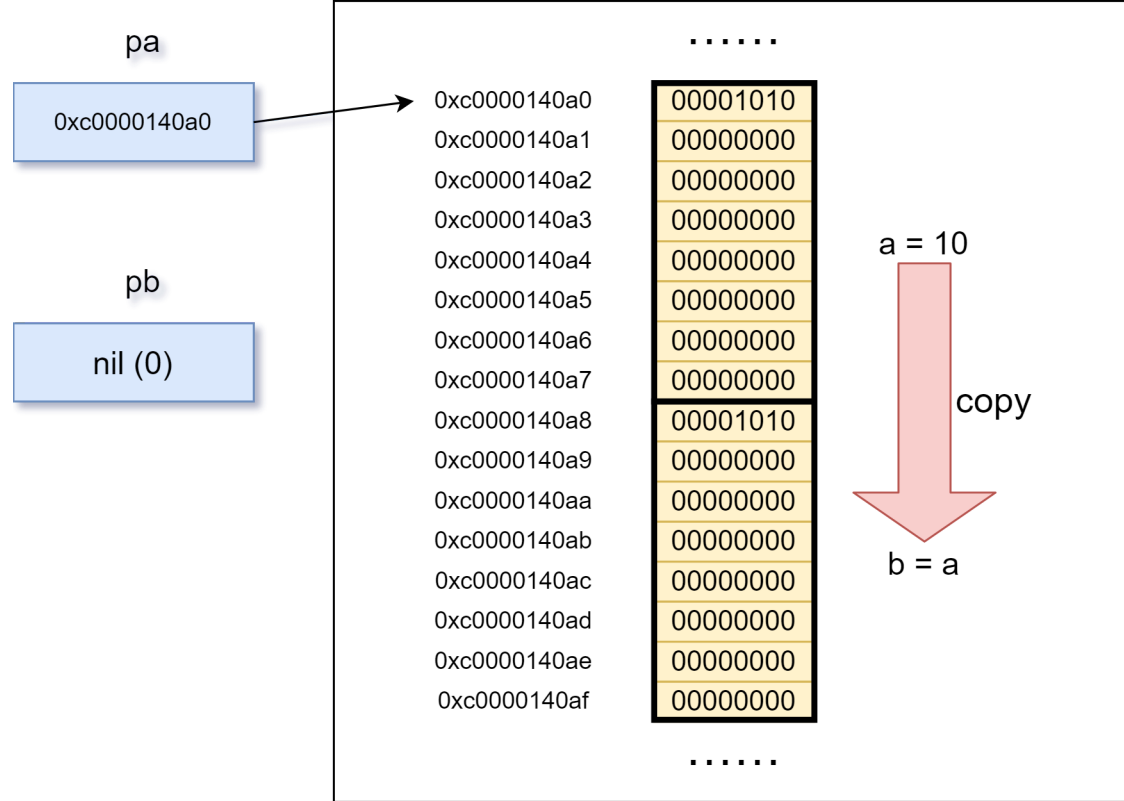 pa
0xc0000140a0
pb
nil (0)
......
0xc0000140a0 00001010
0xc0000140a1 00000000
0xc0000140a2 00000000
0xc0000140a3 00000000
0xc0000140a4 00000000
0xc0000140a5 00000000
0xc0000140a6 00000000
0xc0000140a7 00000000
0xc0000140a8 00001010
0xc0000140a9 00000000
0xc0000140aa 00000000
0xc0000140ab 00000000
0xc0000140ac 00000000
0xc0000140ad 00000000
0xc0000140ae 00000000
0xc0000140af 00000000
......
a = 10
copy
b = a